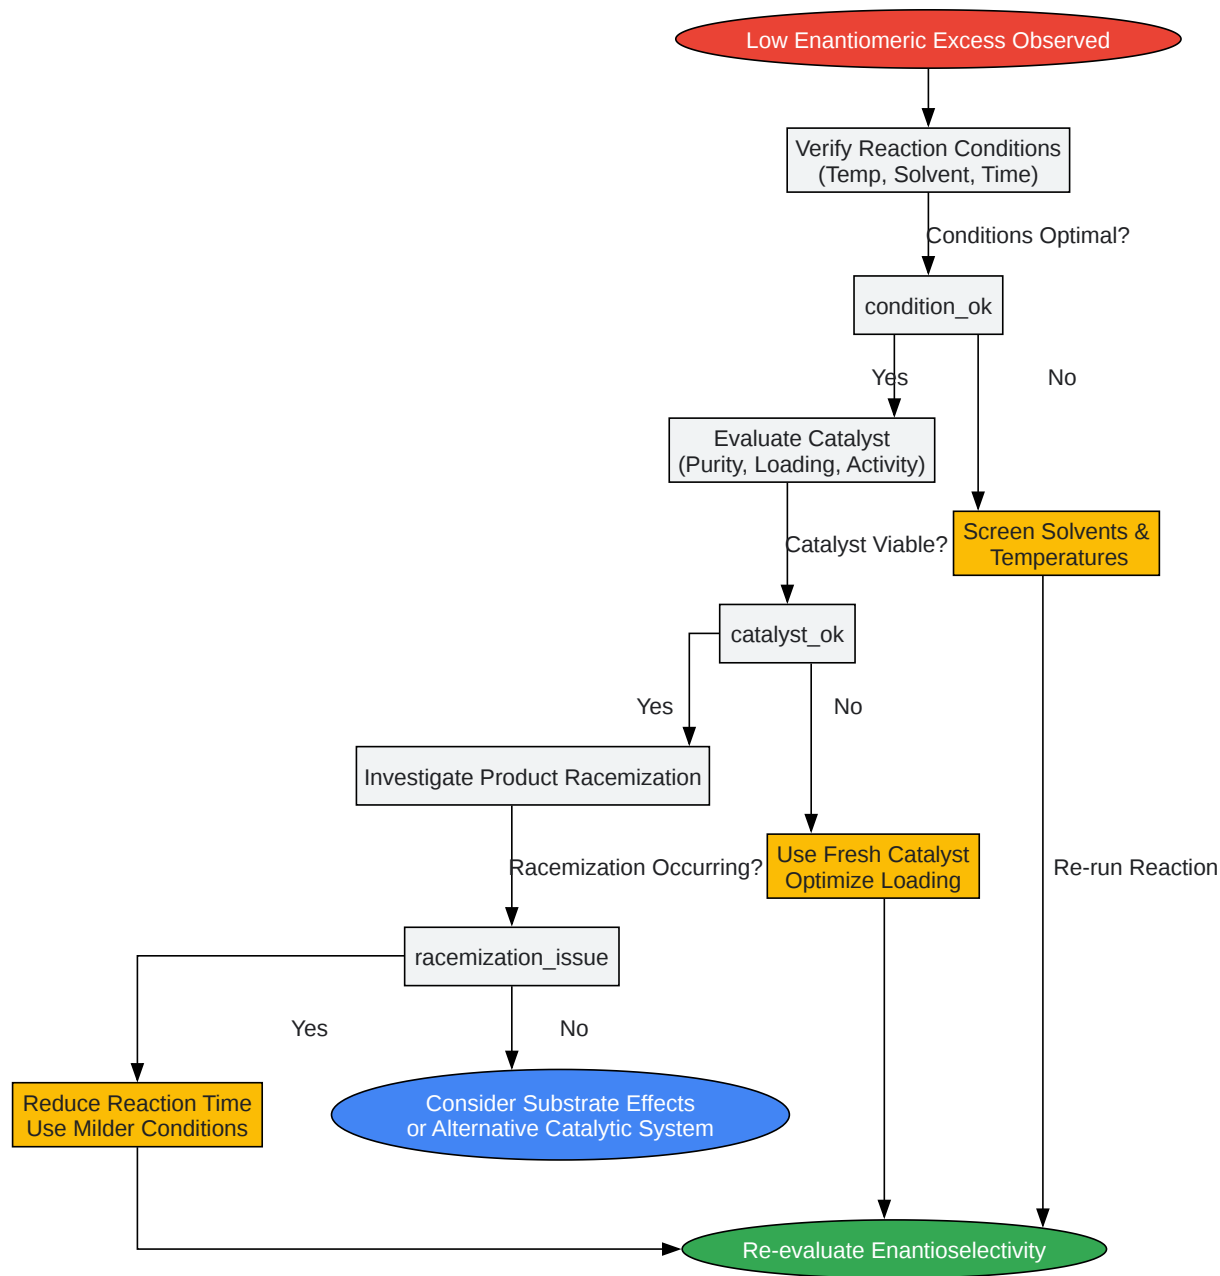 Low Enantiomeric Excess Observed
Verify Reaction Conditions
(Temp, Solvent, Time)
Conditions Optimal?
condition_ok
Yes
No
Evaluate Catalyst
(Purity, Loading, Activity)
Screen Solvents &
Temperatures
Catalyst Viable?
catalyst_ok
Yes
No
Investigate Product Racemization
Use Fresh Catalyst
Optimize Loading
Racemization Occurring?
Re-run Reaction
racemization_issue
Yes
No
Reduce Reaction Time
Use Milder Conditions
Consider Substrate Effects
or Alternative Catalytic System
Re-evaluate Enantioselectivity